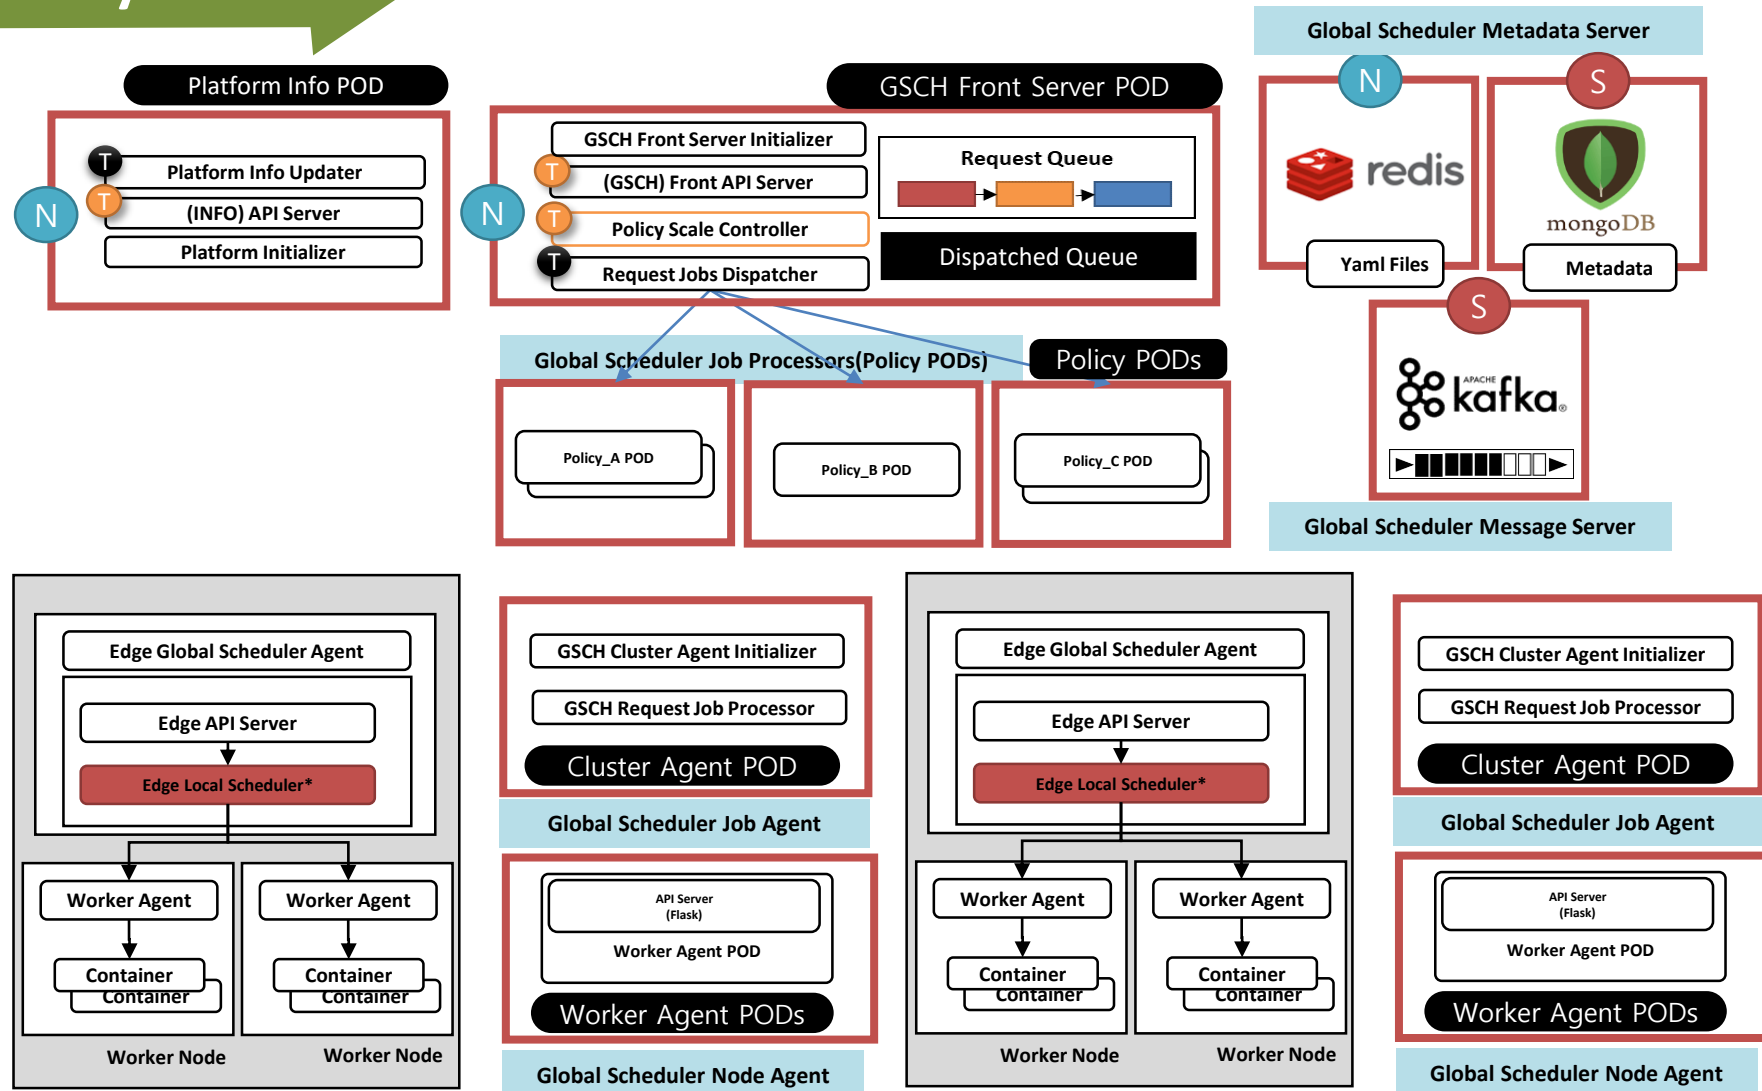 Global Scheduler Metadata Server
Platform Info POD
GSCH Front Server POD
N
S
T
Platform Info Updater
T
(INFO) API Server
Platform Initializer
N
GSCH Front Server Initializer
T
(GSCH) Front API Server
T
Policy Scale Controller
T
Request Jobs Dispatcher
N
Request Queue
Dispatched Queue
redis
Yaml Files
mongoDB
Metadata
S
APACHE
kafka®
Global Scheduler Message Server
Global Scheduler Job Processors(Policy PODs)
Policy PODs
Policy_A POD
Policy_B POD
Policy_C POD
Edge Global Scheduler Agent
Edge API Server
Edge Local Scheduler*
Worker Agent
Worker Agent
Container
Container
Container
Container
Worker Node
Worker Node
GSCH Cluster Agent Initializer
GSCH Request Job Processor
Cluster Agent POD
Global Scheduler Job Agent
API Server
(Flask)
Worker Agent POD
Worker Agent PODs
Global Scheduler Node Agent
Edge Global Scheduler Agent
Edge API Server
Edge Local Scheduler*
Worker Agent
Worker Agent
Container
Container
Container
Container
Worker Node
Worker Node
GSCH Cluster Agent Initializer
GSCH Request Job Processor
Cluster Agent POD
Global Scheduler Job Agent
API Server
(Flask)
Worker Agent POD
Worker Agent PODs
Global Scheduler Node Agent